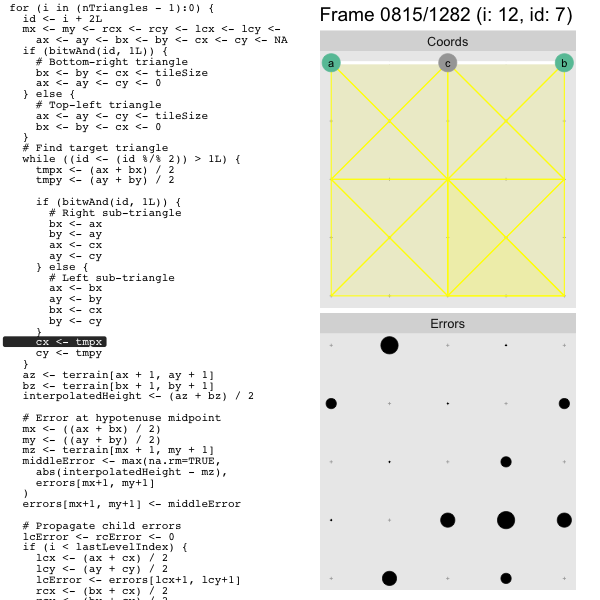 for (i in (nTriangles - 1):0) {
id <- i + 2L
mx <- my <- rcx <- rcy <- lcx <- lcy <-
ax <- ay <- bx <- by <- cx <- cy <- NA
if (bitwAnd(id, 1L)) {
# Bottom-right triangle
bx <- by <- cx <- tileSize
ax <- ay <- cy <- 0
} else {
# Top-left triangle
ax <- ay <- cy <- tileSize
bx <- by <- cx <- 0
}
# Find target triangle
while ((id <- (id %/% 2)) > 1L) {
tmpx <- (ax + bx) / 2
tmpy <- (ay + by) / 2
if (bitwAnd(id, 1L)) {
# Right sub-triangle
bx <- ax
by <- ay
ax <- cx
ay <- cy
} else {
# Left sub-triangle
ax <- bx
ay <- by
bx <- cx
by <- cy
}
cx <- tmpx
cy <- tmpy
}
az <- terrain[ax + 1, ay + 1]
bz <- terrain[bx + 1, by + 1]
interpolatedHeight <- (az + bz) / 2
# Error at hypotenuse midpoint
mx <- ((ax + bx) / 2)
my <- ((ay + by) / 2)
mz <- terrain[mx + 1, my + 1]
middleError <- max(na.rm=TRUE,
abs(interpolatedHeight - mz),
errors[mx+1, my+1]
)
errors[mx+1, my+1] <- middleError
# Propagate child errors
lcError <- rcError <- 0
if (i < lastLevelIndex) {
lcx <- (ax + cx) / 2
lcy <- (ay + cy) / 2
lcError <- errors[lcx+1, lcy+1]
rcx <- (bx + cx) / 2
Frame 0815/1282 (i: 12, id: 7)
Coords
a c b
Errors